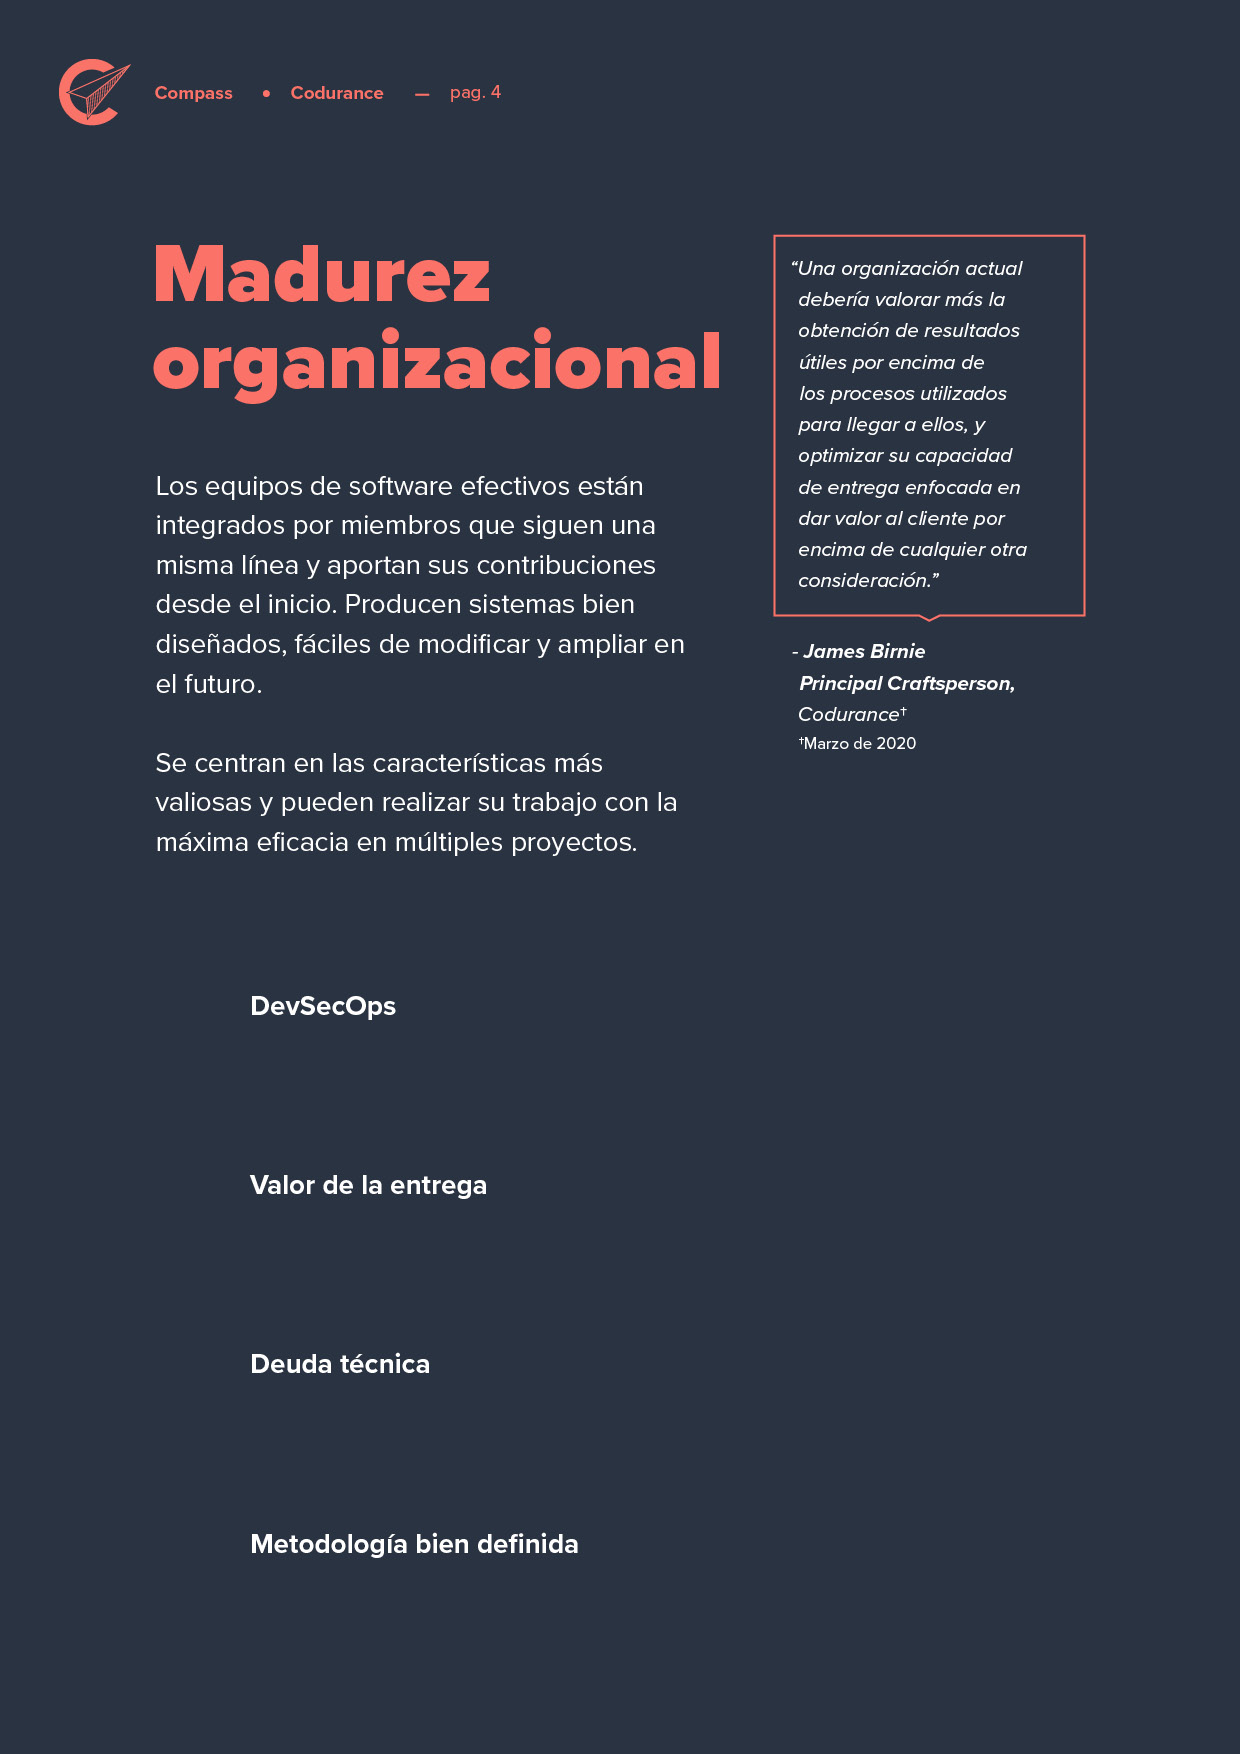 Compass • Codurance — pag. 4
Madurez
organizacional
Los equipos de software efectivos están
integrados por miembros que siguen una
misma línea y aportan sus contribuciones
desde el inicio. Producen sistemas bien
diseñados, fáciles de modificar y ampliar en
el futuro.
Se centran en las características más
valiosas y pueden realizar su trabajo con la
máxima eficacia en múltiples proyectos.
“Una organización actual
debería valorar más la
obtención de resultados
útiles por encima de
los procesos utilizados
para llegar a ellos, y
optimizar su capacidad
de entrega enfocada en
dar valor al cliente por
encima de cualquier otra
consideración.”
- James Birnie
Principal Craftsperson,
Codurance†
†Marzo de 2020
DevSecOps
Valor de la entrega
Deuda técnica
Metodología bien definida